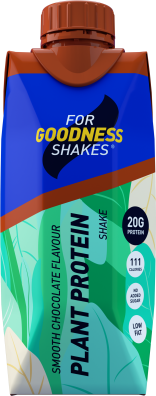 FOR
GOODNESS
SHAKES®
SMOOTH CHOCOLATE FLAVOUR
PLANT PROTEIN
SHAKE
20G
PROTEIN
111
CALORIES
NO
ADDED
SUGAR
LOW
FAT